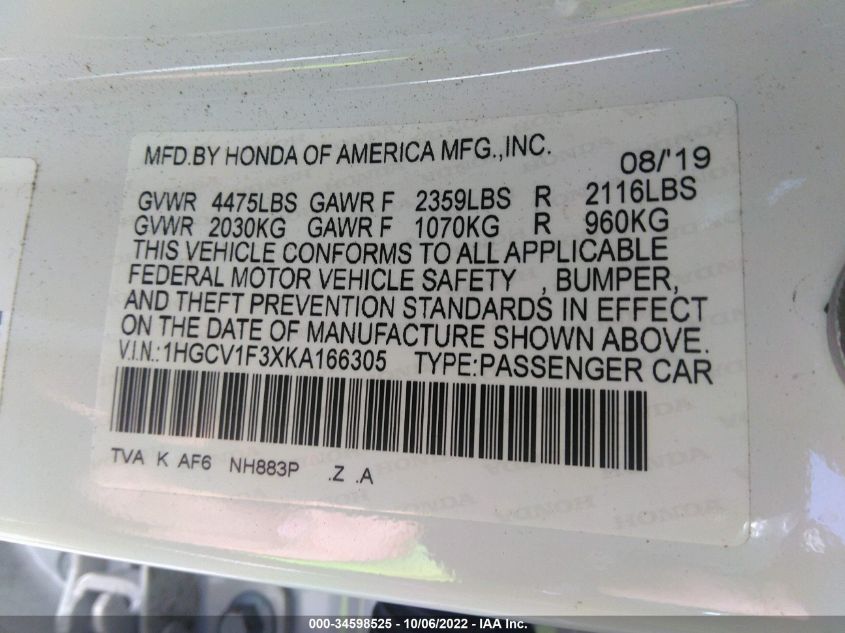 MFD.BY HONDA OF AMERICA MFG.,INC. 08/'19
GVWR 4475LBS GAWR F 2359LBS R 2116LBS
GVWR 2030KG GAWR F 1070KG R 960KG
THIS VEHICLE CONFORMS TO ALL APPLICABLE
FEDERAL MOTOR VEHICLE SAFETY , BUMPER,
AND THEFT PREVENTION STANDARDS IN EFFECT
ON THE DATE OF MANUFACTURE SHOWN ABOVE.
V.I.N.:1HGCV1F3XKA166305 TYPE:PASSENGER CAR
TVA K AF6 NH883P .Z .A
000-34598525 - 10/06/2022 - IAA Inc.